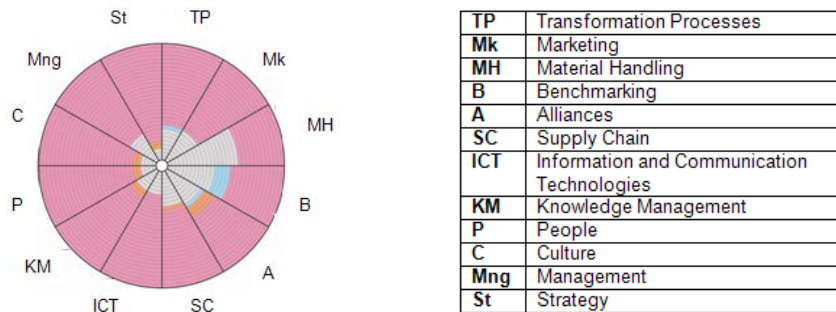 St
TP
Mng
Mk
C
MH
P
B
KM
A
ICT
SC
TP Transformation Processes
Mk Marketing
MH Material Handling
B Benchmarking
A Alliances
SC Supply Chain
ICT Information and Communication
Technologies
KM Knowledge Management
P People
C Culture
Mng Management
St Strategy